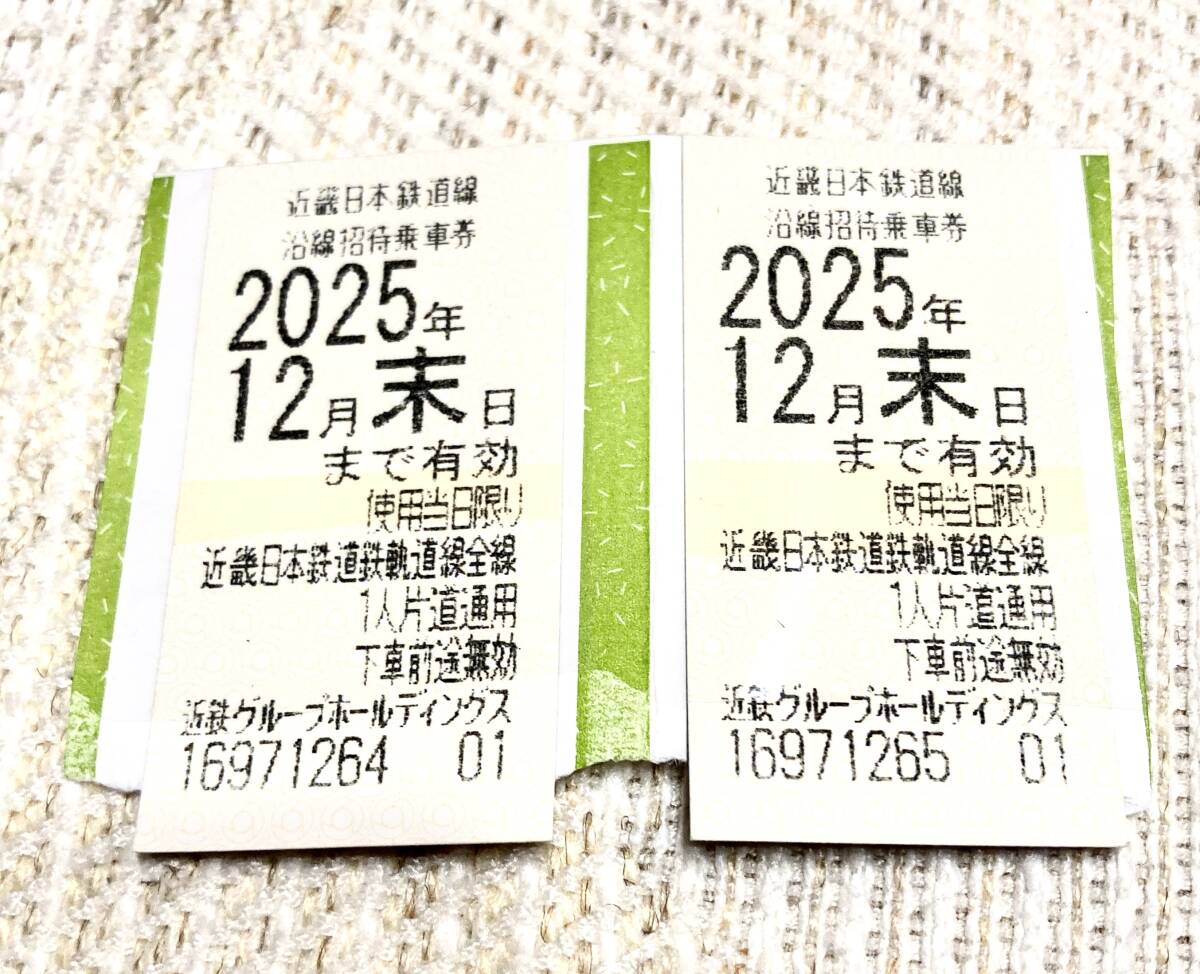 近畿日本鉄道線
沿線招待乗車券
2025年
12月末日
まで有効
使用当日限り
近畿日本鉄道鉄軌道線全線
1人片道通用
下車前途無効
近鉄グループホールディングス
16971264 01
近畿日本鉄道線
沿線招待乗車券
2025年
12月末日
まで有効
使用当日限り
近畿日本鉄道鉄軌道線全線
1人片道通用
下車前途無効
近鉄グループホールディングス
16971265 01